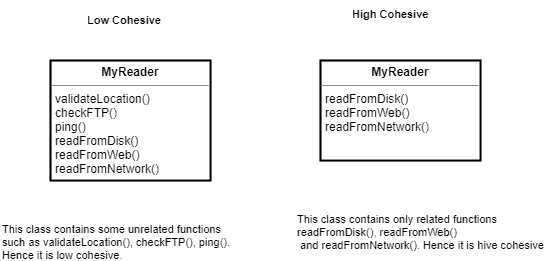 Low Cohesive
High Cohesive
MyReader
validateLocation()
checkFTP()
ping()
readFromDisk()
readFromWeb()
readFromNetwork()
MyReader
readFromDisk()
readFromWeb()
readFromNetwork()
This class contains some unrelated functions
such as validateLocation(), checkFTP(), ping().
Hence it is low cohesive.
This class contains only related functions
readFromDisk(), readFromWeb()
and readFromNetwork(). Hence it is hive cohesive